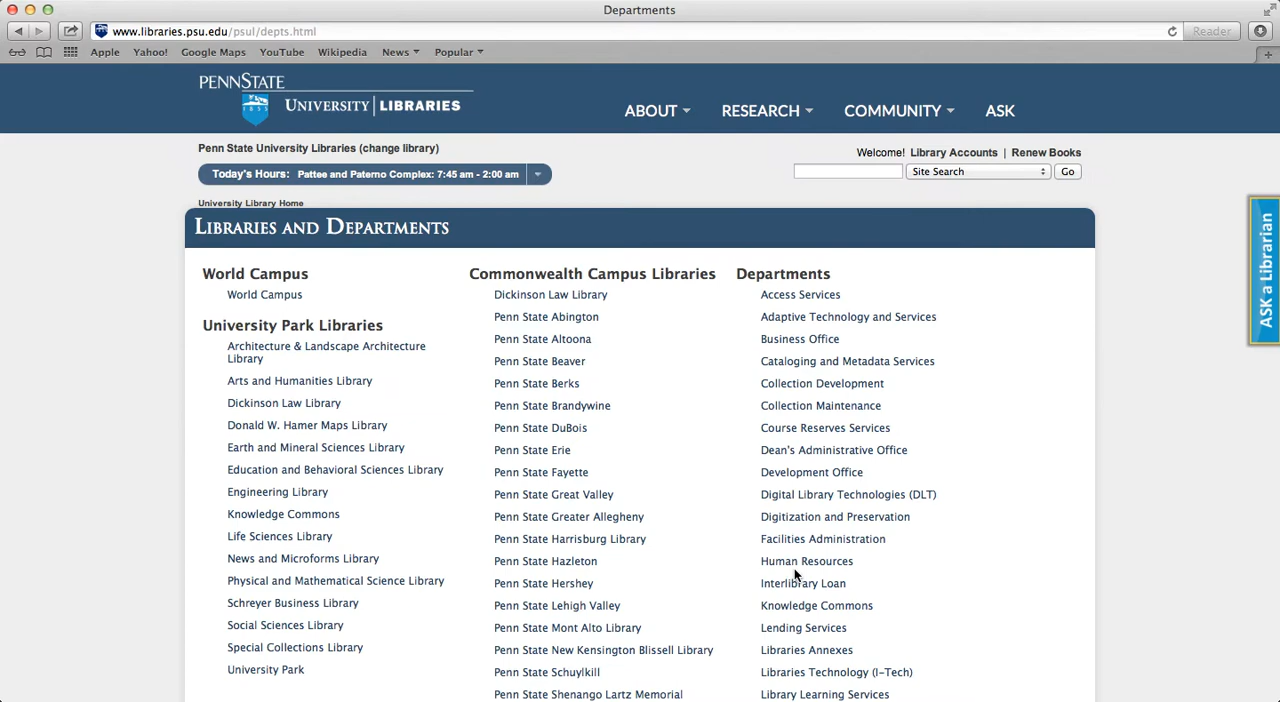 Departments
www.libraries.psu.edu/psul/depts.html
Reader
Apple Yahoo! Google Maps YouTube Wikipedia News Popular
PENNSTATE
UNIVERSITY LIBRARIES
1855
ABOUT RESEARCH COMMUNITY ASK
Penn State University Libraries (change library)
Welcome! Library Accounts | Renew Books
Today's Hours: Pattee and Paterno Complex: 7:45 am - 2:00 am
Site Search Go
University Library Home
LIBRARIES AND DEPARTMENTS
ASK a Librarian
World Campus
World Campus
University Park Libraries
Architecture & Landscape Architecture
Library
Arts and Humanities Library
Dickinson Law Library
Donald W. Hamer Maps Library
Earth and Mineral Sciences Library
Education and Behavioral Sciences Library
Engineering Library
Knowledge Commons
Life Sciences Library
News and Microforms Library
Physical and Mathematical Science Library
Schreyer Business Library
Social Sciences Library
Special Collections Library
University Park
Commonwealth Campus Libraries
Dickinson Law Library
Penn State Abington
Penn State Altoona
Penn State Beaver
Penn State Berks
Penn State Brandywine
Penn State DuBois
Penn State Erie
Penn State Fayette
Penn State Great Valley
Penn State Greater Allegheny
Penn State Harrisburg Library
Penn State Hazleton
Penn State Hershey
Penn State Lehigh Valley
Penn State Mont Alto Library
Penn State New Kensington Blissell Library
Penn State Schuylkill
Penn State Shenango Lartz Memorial
Departments
Access Services
Adaptive Technology and Services
Business Office
Cataloging and Metadata Services
Collection Development
Collection Maintenance
Course Reserves Services
Dean's Administrative Office
Development Office
Digital Library Technologies (DLT)
Digitization and Preservation
Facilities Administration
Human Resources
Interlibrary Loan
Knowledge Commons
Lending Services
Libraries Annexes
Libraries Technology (I-Tech)
Library Learning Services